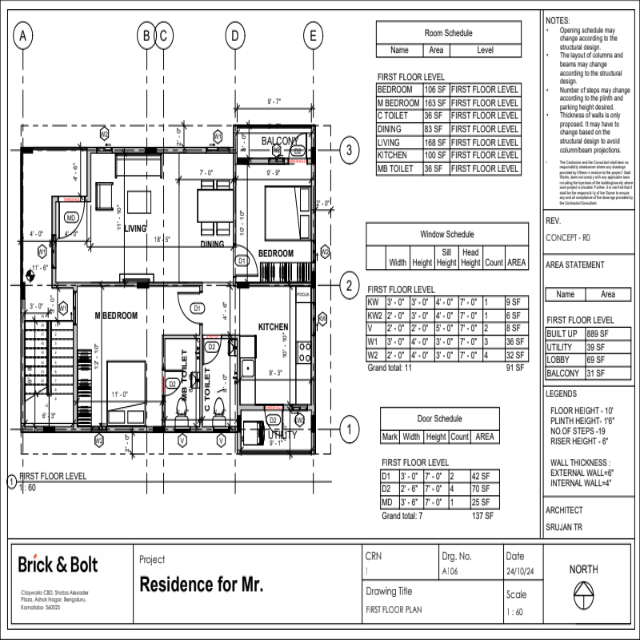 A B C D E
9' - 7"
Room Schedule
Name Area Level
FIRST FLOOR LEVEL
BEDROOM 106 SF FIRST FLOOR LEVEL
M BEDROOM 163 SF FIRST FLOOR LEVEL
C TOILET 36 SF FIRST FLOOR LEVEL
DINING 83 SF FIRST FLOOR LEVEL
LIVING 168 SF FIRST FLOOR LEVEL
KITCHEN 100 SF FIRST FLOOR LEVEL
MB TOILET 36 SF FIRST FLOOR LEVEL
Window Schedule
Width Height Sill Height Head Height Count AREA
FIRST FLOOR LEVEL
KW 3' - 0" 3' - 0" 4' - 0" 7' - 0" 1 9 SF
KW2 2' - 0" 3' - 0" 4' - 0" 7' - 0" 1 6 SF
V 2' - 0" 2' - 0" 5' - 0" 7' - 0" 2 8 SF
W1 3' - 0" 4' - 0" 3' - 0" 7' - 0" 3 36 SF
W2 2' - 0" 4' - 0" 3' - 0" 7' - 0" 4 32 SF
Grand total: 11 91 SF
Door Schedule
Mark Width Height Count AREA
FIRST FLOOR LEVEL
D1 3' - 0" 7' - 0" 2 42 SF
D2 2' - 6" 7' - 0" 4 70 SF
MD 3' - 6" 7' - 0" 1 25 SF
Grand total: 7 137 SF
BALCONY
3
4' - 6"
7' - 0"
9' - 9"
MD
LIVING
11' - 10"
DINING
10' - 0"
BEDROOM
4' - 0"
4' - 0"
18' - 5"
2' - 0"
D1
11' - 6"
2
3' - 0"
W1
M BEDROOM
D1
4' - 6"
KITCHEN
POOJA
12' - 0"
D2
10' - 10"
MB TOILET
C TOILET
9' - 3"
11' - 0"
D2
D2
1
UTILITY
9' - 1"
W2
V
V
2' - 0"
1
FIRST FLOOR LEVEL
1 : 60
NOTES:
• Opening schedule may
change according to the
structural design.
• The layout of columns and
beams may change
according to the structural
design.
• Number of steps may change
according to the plinth and
parking height desired.
• Thickness of walls is only
proposed. It may have to
change based on the
structural design to avoid
column/beam projections.
REV.
CONCEPT - R0
AREA STATEMENT
Name Area
FIRST FLOOR LEVEL
BUILT UP 889 SF
UTILITY 39 SF
LOBBY 69 SF
BALCONY 31 SF
LEGENDS
FLOOR HEIGHT - 10'
PLINTH HEIGHT- 1'6"
NO.OF STEPS -19
RISER HEIGHT - 6"
WALL THICKNESS :
EXTERNAL WALL=6"
INTERNAL WALL=4"
ARCHITECT
SRUJAN TR
Brick & Bolt
Clayworks CBD, Shoba Alexander
Plaza, Ashok Nagar, Bengaluru,
Karnataka 560025
Project
Residence for Mr.
CRN
1
Drg. No.
A106
Date
24/10/24
Drawing Title
FIRST FLOOR PLAN
Scale
1 : 60
NORTH